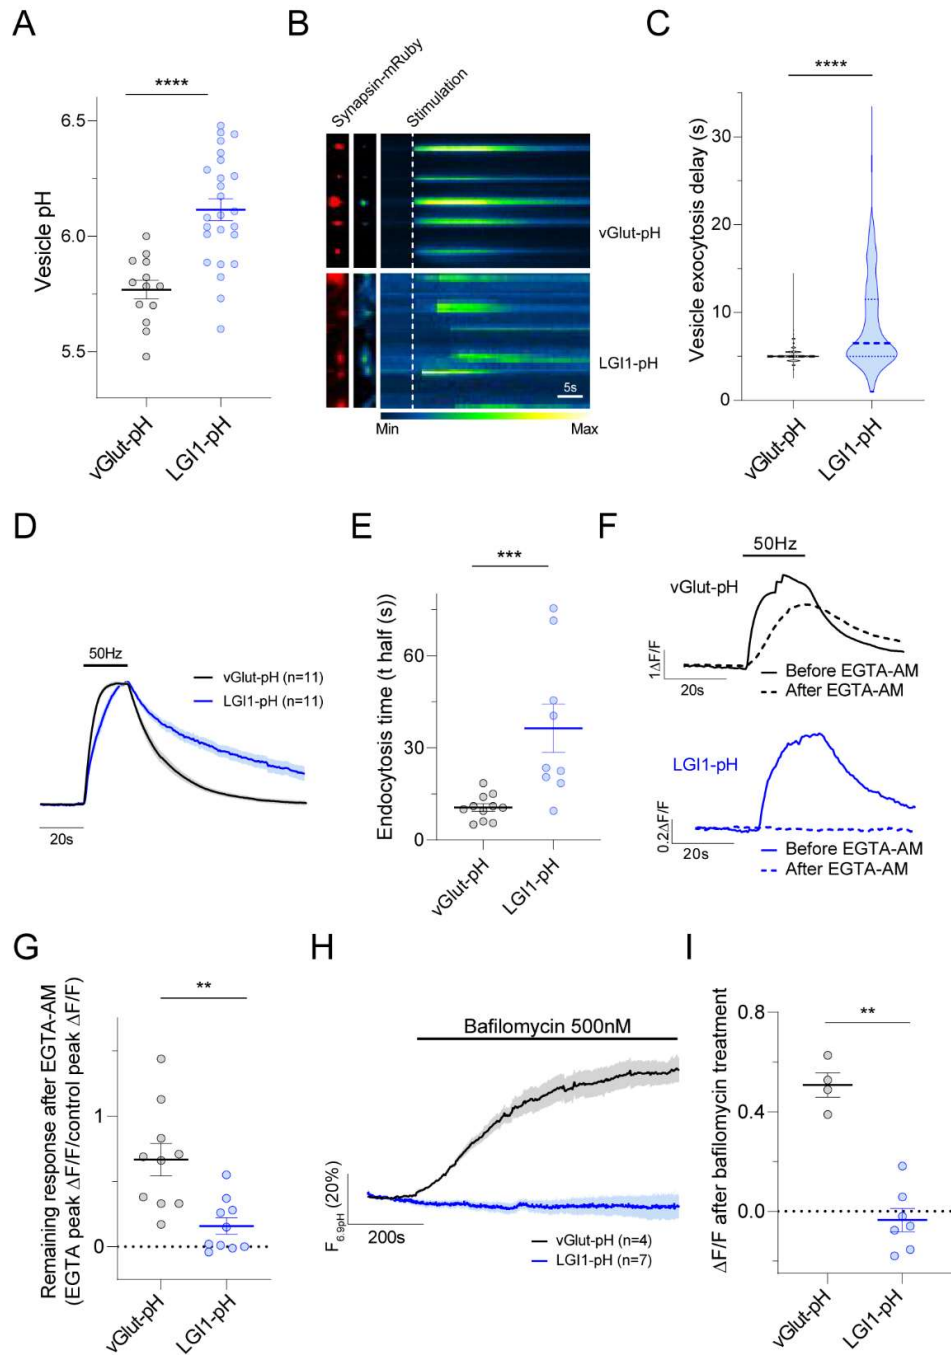 A
Vesicle pH
6.5
6.0
5.5
****
vGlut-pH
LGI1-pH
B
Synapsin-mRuby
Stimulation
vGlut-pH
LGI1-pH
5s
Min
Max
C
Vesicle exocytosis delay (s)
30
20
10
0
****
vGlut-pH
LGI1-pH
D
50Hz
vGlut-pH (n=11)
LGI1-pH (n=11)
20s
E
Endocytosis time (t half (s))
60
30
0
***
vGlut-pH
LGI1-pH
F
50Hz
vGlut-pH
1ΔF/F
20s
Before EGTA-AM
After EGTA-AM
LGI1-pH
0.2ΔF/F
20s
Before EGTA-AM
After EGTA-AM
G
Remaining response after EGTA-AM
(EGTA peak ΔF/F/control peak ΔF/F)
1
0
**
vGlut-pH
LGI1-pH
H
Bafilomycin 500nM
F6.9pH (20%)
200s
vGlut-pH (n=4)
LGI1-pH (n=7)
I
ΔF/F after bafilomycin treatment
0.8
0.4
0.0
**
vGlut-pH
LGI1-pH